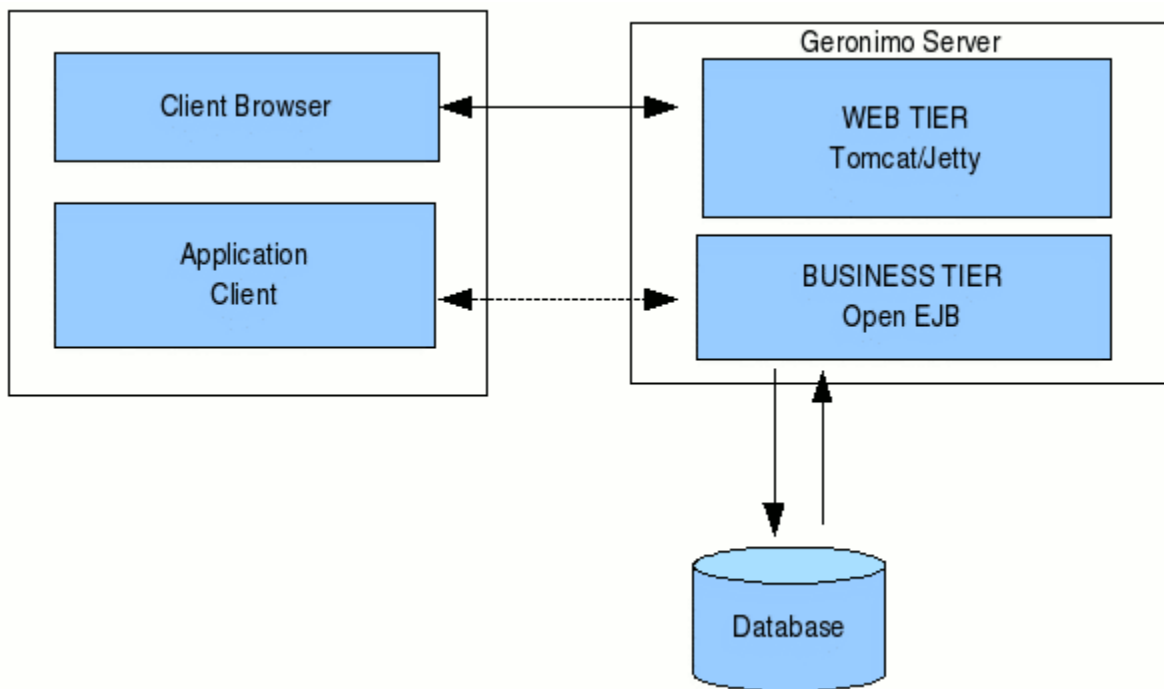 Geronimo Server
Client Browser
WEB TIER
Tomcat/Jetty
Application
Client
BUSINESS TIER
Open EJB
Database